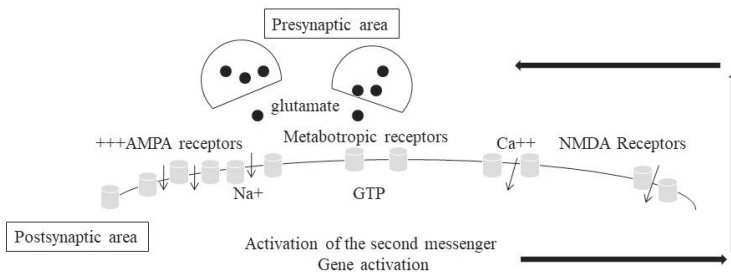 Presynaptic area
glutamate
+++AMPA receptors
Metabotropic receptors
Ca++
NMDA Receptors
Na+
GTP
Postsynaptic area
Activation of the second messenger
Gene activation